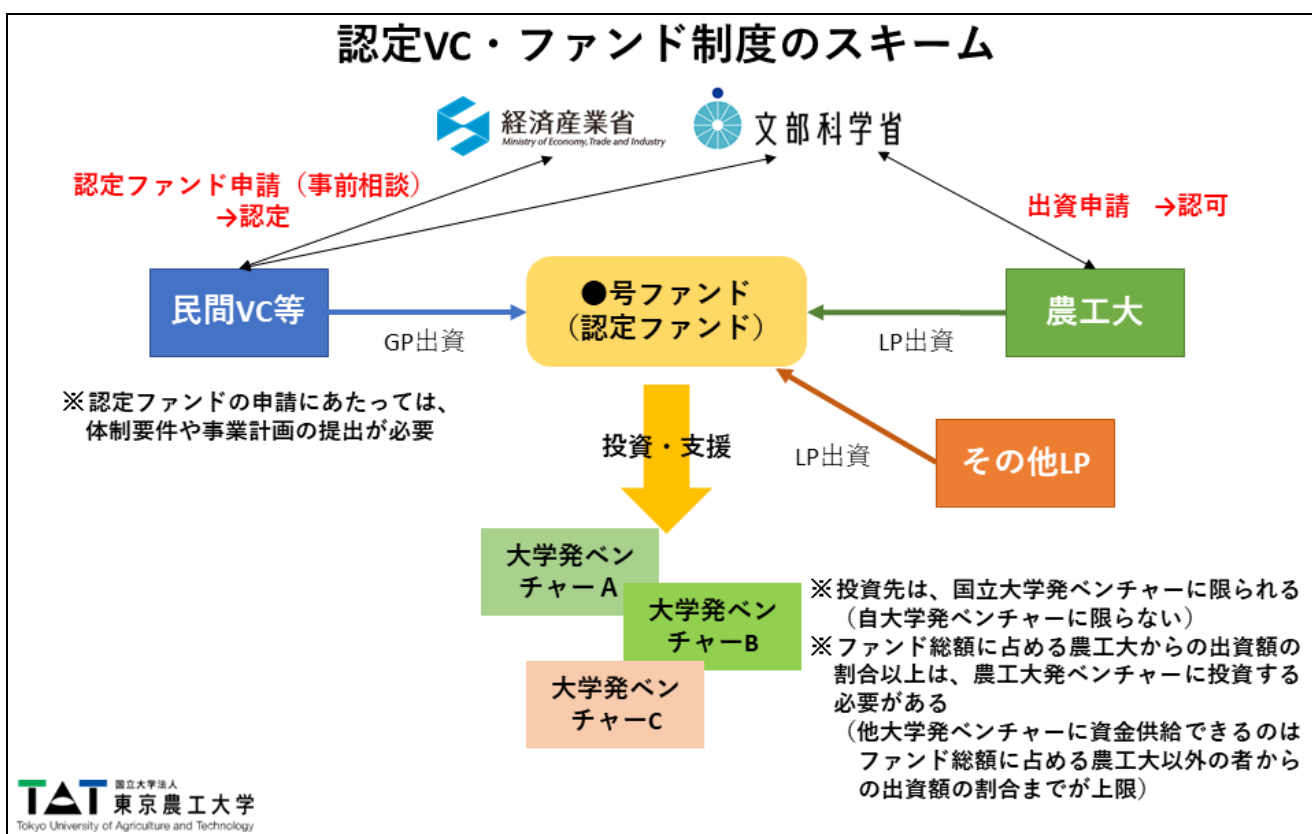 認定VC・ファンド制度のスキーム
経済産業省
Ministry of Economy, Trade and Industry
文部科学省
認定ファンド申請（事前相談）
→認定
出資申請 →認可
民間VC等
GP出資
●号ファンド
（認定ファンド）
LP出資
農工大
※認定ファンドの申請にあたっては、
体制要件や事業計画の提出が必要
投資・支援
LP出資
その他LP
大学発ベン
チャーA
大学発ベン
チャーB
大学発ベン
チャーC
※投資先は、国立大学発ベンチャーに限られる
（自大学発ベンチャーに限らない）
※ファンド総額に占める農工大からの出資額の
割合以上は、農工大発ベンチャーに投資する
必要がある
（他大学発ベンチャーに資金供給できるのは
ファンド総額に占める農工大以外の者から
の出資額の割合までが上限）
TAT
国立大学法人
東京農工大学
Tokyo University of Agriculture and Technology